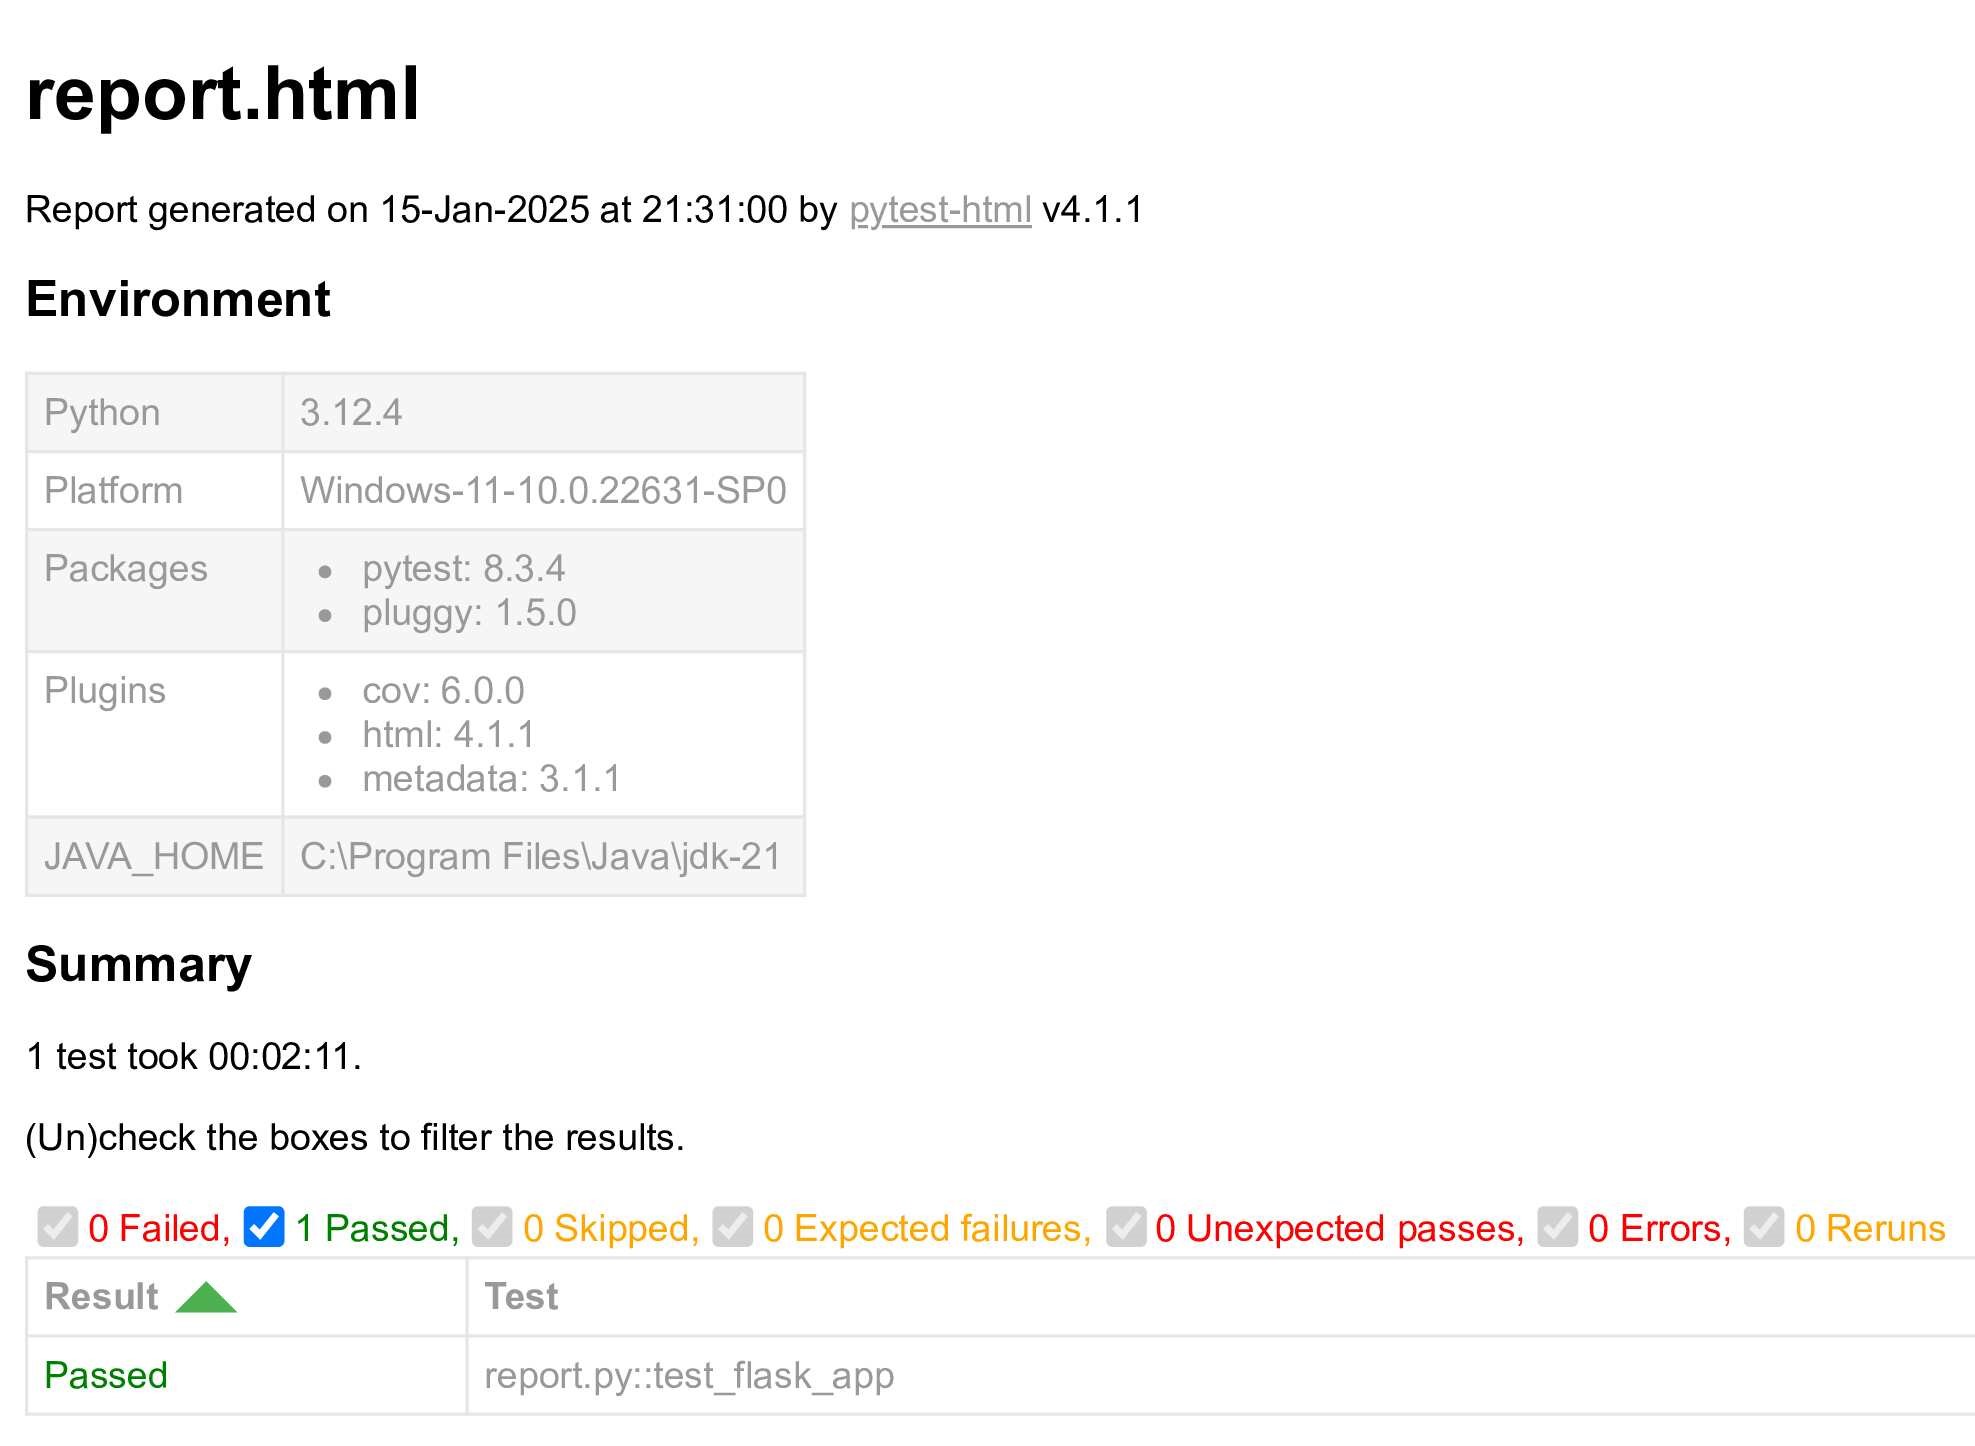 report.html
Report generated on 15-Jan-2025 at 21:31:00 by pytest-html v4.1.1
Environment
Python 3.12.4
Platform Windows-11-10.0.22631-SP0
Packages
• pytest: 8.3.4
• pluggy: 1.5.0
Plugins
• cov: 6.0.0
• html: 4.1.1
• metadata: 3.1.1
JAVA_HOME C:\Program Files\Java\jdk-21
Summary
1 test took 00:02:11.
(Un)check the boxes to filter the results.
0 Failed, 1 Passed, 0 Skipped, 0 Expected failures, 0 Unexpected passes, 0 Errors, 0 Reruns
Result Test
Passed report.py::test_flask_app